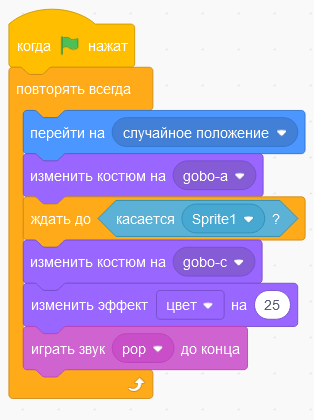 когда нажат
повторять всегда
перейти на случайное положение
изменить костюм на gobo-a
ждать до касается Sprite1 ?
изменить костюм на gobo-c
изменить эффект цвет на 25
играть звук pop до конца